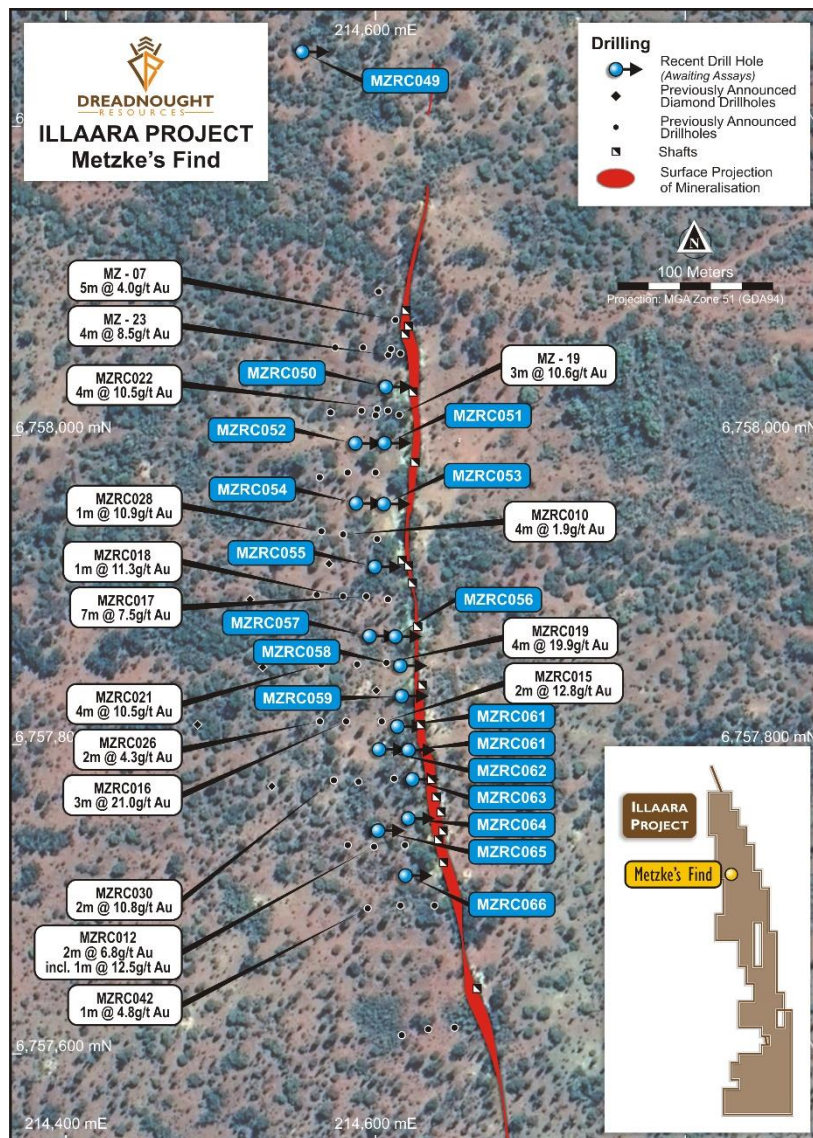 214,600 mE
DREADNOUGHT
RESOURCES
ILLAARA PROJECT
Metzke's Find
MZRC049
Drilling
Recent Drill Hole
(Awaiting Assays)
Previously Announced
Diamond Drillholes
Previously Announced
Drillholes
Shafts
Surface Projection
of Mineralisation
N
100 Meters
Projection: MGA Zone 51 (GDA94)
MZ - 07
5m @ 4.0g/t Au
MZ - 23
4m @ 8.5g/t Au
MZRC050
MZ - 19
3m @ 10.6g/t Au
MZRC022
4m @ 10.5g/t Au
MZRC052
MZRC051
6,758,000 mN
6,758,000 mN
MZRC054
MZRC053
MZRC028
1m @ 10.9g/t Au
MZRC010
4m @ 1.9g/t Au
MZRC055
MZRC018
1m @ 11.3g/t Au
MZRC017
7m @ 7.5g/t Au
MZRC056
MZRC057
MZRC058
MZRC019
4m @ 19.9g/t Au
MZRC059
MZRC015
2m @ 12.8g/t Au
MZRC021
4m @ 10.5g/t Au
MZRC061
MZRC026
2m @ 4.3g/t Au
MZRC061
6,757,800 mN
6,757,800 mN
MZRC062
MZRC016
3m @ 21.0g/t Au
MZRC063
MZRC064
MZRC065
MZRC030
2m @ 10.8g/t Au
MZRC066
MZRC012
2m @ 6.8g/t Au
incl. 1m @ 12.5g/t Au
MZRC042
1m @ 4.8g/t Au
ILLAARA
PROJECT
Metzke's Find
6,757,600 mN
214,400 mE
214,600 mE